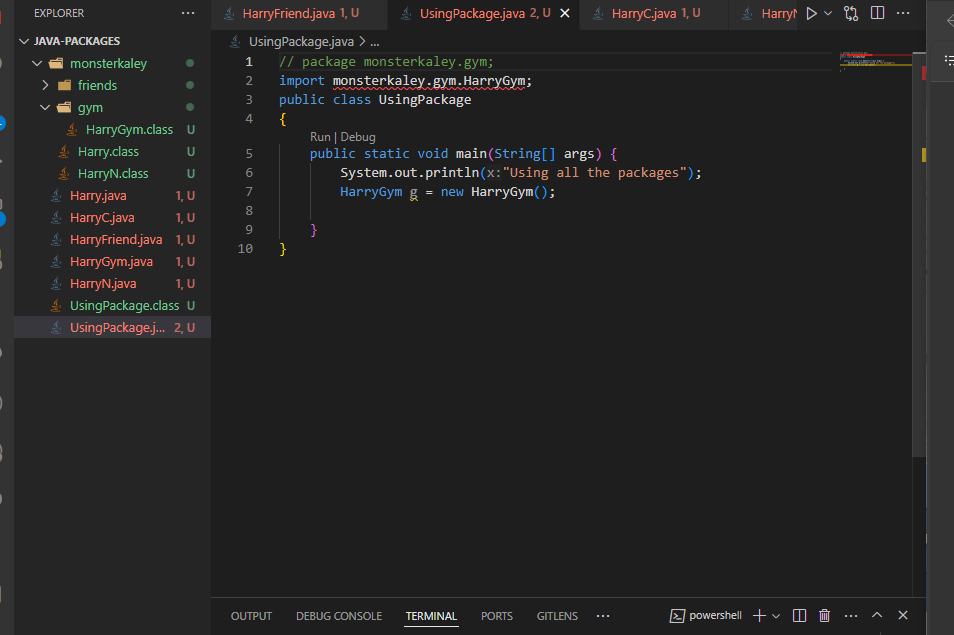 EXPLORER
JAVA-PACKAGES
monsterkaley
friends
gym
HarryGym.class U
Harry.class U
HarryN.class U
Harry.java 1, U
HarryC.java 1, U
HarryFriend.java 1, U
HarryGym.java 1, U
HarryN.java 1, U
UsingPackage.class U
UsingPackage.j... 2, U
HarryFriend.java 1, U
UsingPackage.java 2, U
HarryC.java 1, U
HarryN
UsingPackage.java > ...
1 // package monsterkaley.gym;
2 import monsterkaley.gym.HarryGym;
3 public class UsingPackage
4 {
Run | Debug
5 public static void main(String[] args) {
6 System.out.println(x:"Using all the packages");
7 HarryGym g = new HarryGym();
8
9 }
10 }
OUTPUT DEBUG CONSOLE TERMINAL PORTS GITLENS ... powershell